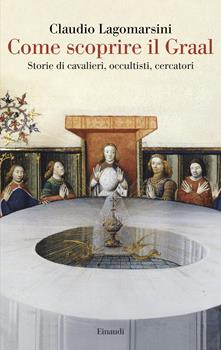 Claudio Lagomarsini
Come scoprire il Graal
Storie di cavalieri, occultisti, cercatori
Einaudi